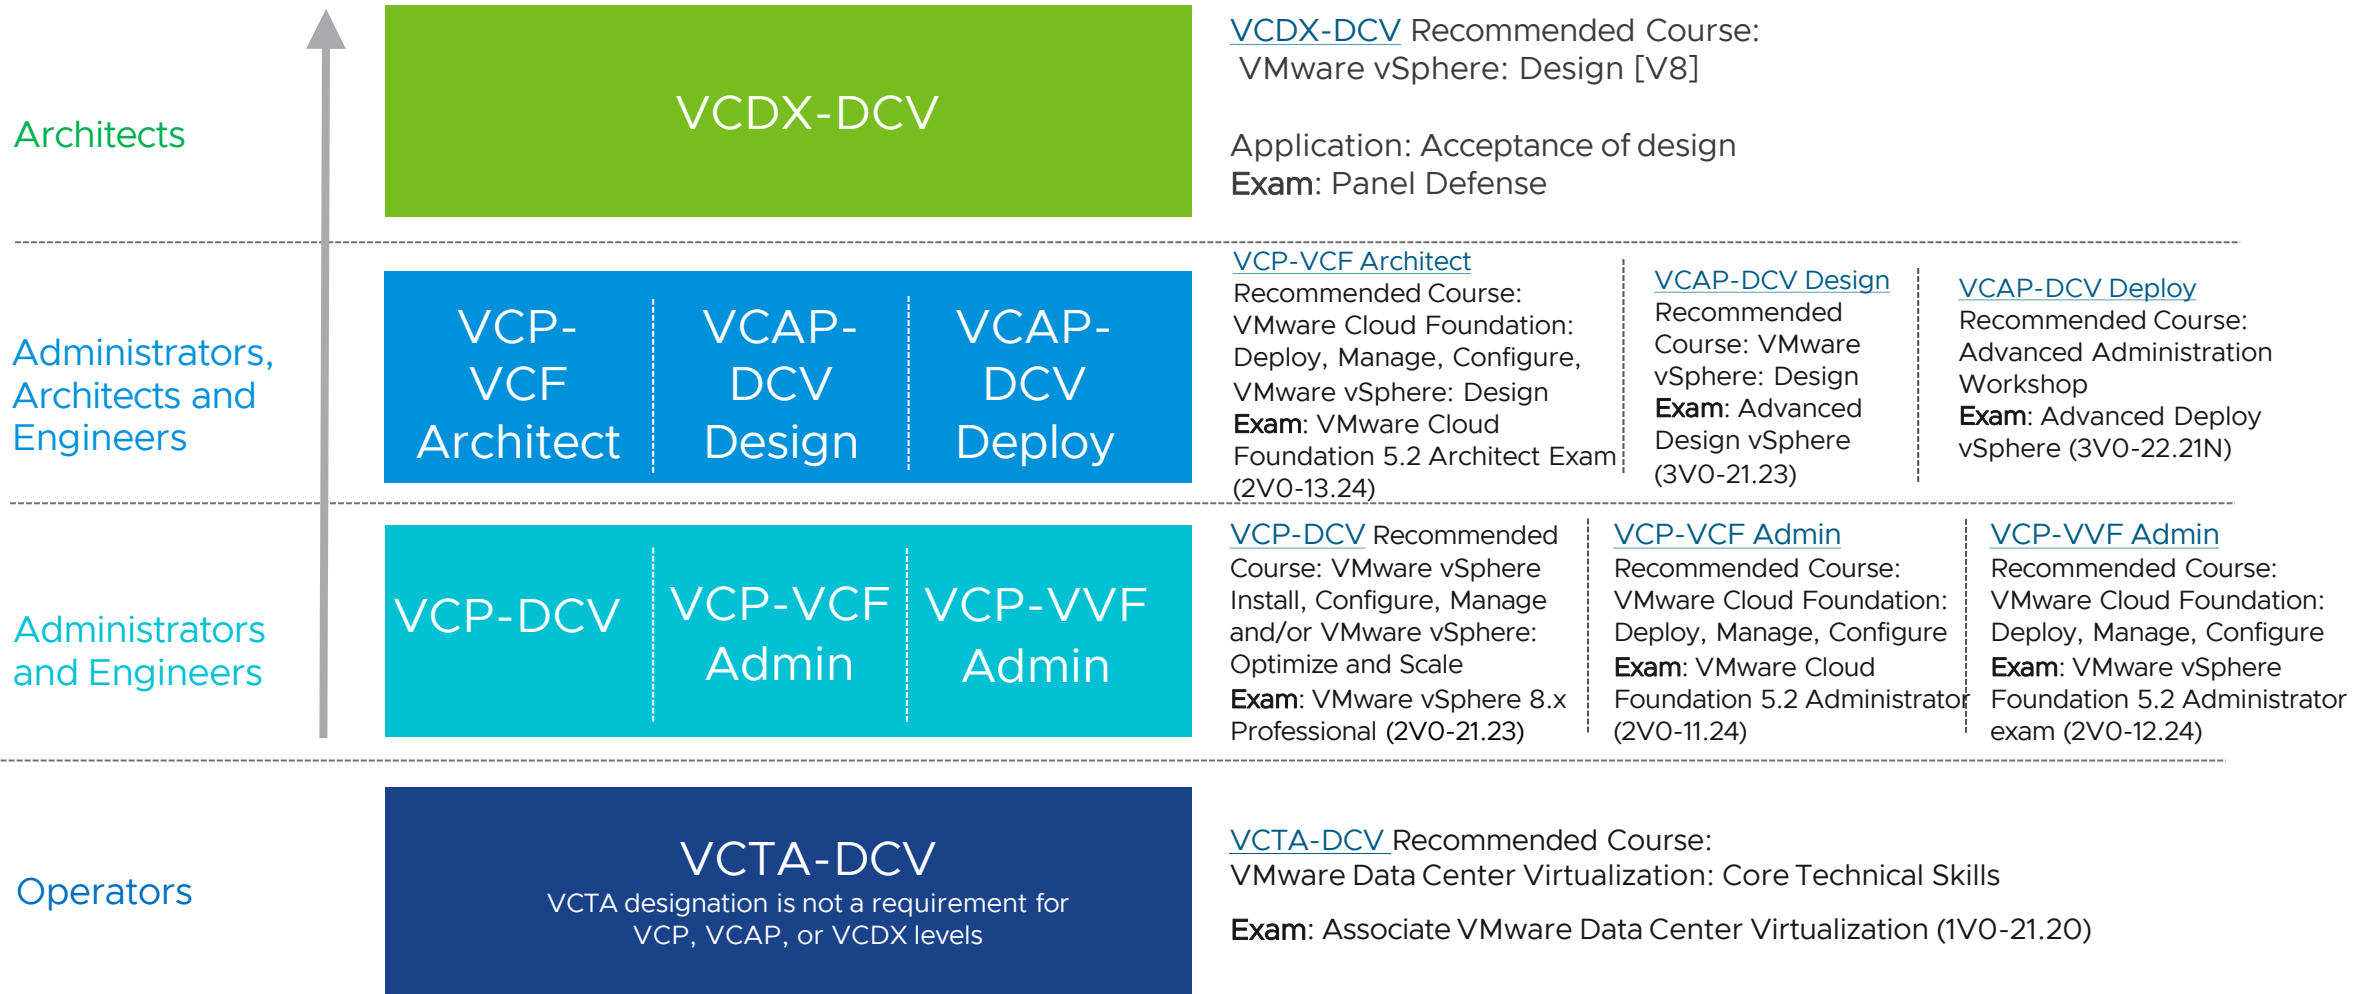 Architects
VCDX-DCV
VCDX-DCV Recommended Course:
VMware vSphere: Design [V8]
Application: Acceptance of design
Exam: Panel Defense
Administrators,
Architects and
Engineers
VCP-
VCF
Architect
VCAP-
DCV
Design
VCAP-
DCV
Deploy
VCP-VCF Architect
Recommended Course:
VMware Cloud Foundation:
Deploy, Manage, Configure,
VMware vSphere: Design
Exam: VMware Cloud
Foundation 5.2 Architect Exam
(2V0-13.24)
VCAP-DCV Design
Recommended
Course: VMware
vSphere: Design
Exam: Advanced
Design vSphere
(3V0-21.23)
VCAP-DCV Deploy
Recommended Course:
Advanced Administration
Workshop
Exam: Advanced Deploy
vSphere (3V0-22.21N)
Administrators
and Engineers
VCP-DCV
VCP-VCF
Admin
VCP-VVF
Admin
VCP-DCV Recommended
Course: VMware vSphere
Install, Configure, Manage
and/or VMware vSphere:
Optimize and Scale
Exam: VMware vSphere 8.x
Professional (2V0-21.23)
VCP-VCF Admin
Recommended Course:
VMware Cloud Foundation:
Deploy, Manage, Configure
Exam: VMware Cloud
Foundation 5.2 Administrator
(2V0-11.24)
VCP-VVF Admin
Recommended Course:
VMware Cloud Foundation:
Deploy, Manage, Configure
Exam: VMware vSphere
Foundation 5.2 Administrator
exam (2V0-12.24)
Operators
VCTA-DCV
VCTA designation is not a requirement for
VCP, VCAP, or VCDX levels
VCTA-DCV Recommended Course:
VMware Data Center Virtualization: Core Technical Skills
Exam: Associate VMware Data Center Virtualization (1V0-21.20)